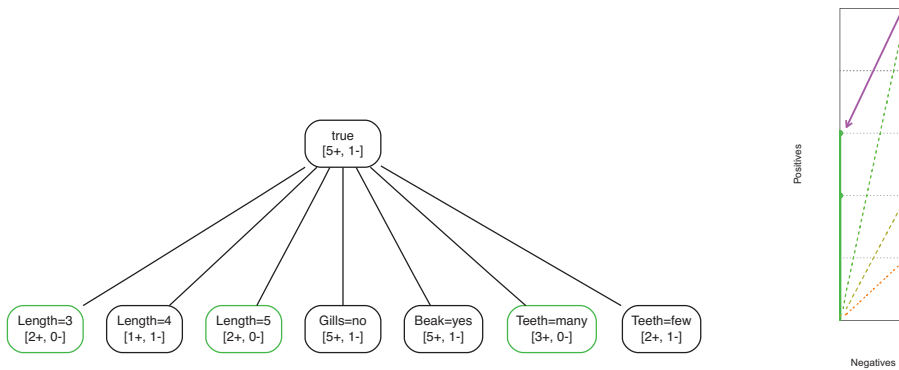 true
[5+, 1-]
Positives
Length=3
[2+, 0-]
Length=4
[1+, 1-]
Length=5
[2+, 0-]
Gills=no
[5+, 1-]
Beak=yes
[5+, 1-]
Teeth=many
[3+, 0-]
Teeth=few
[2+, 1-]
Negatives